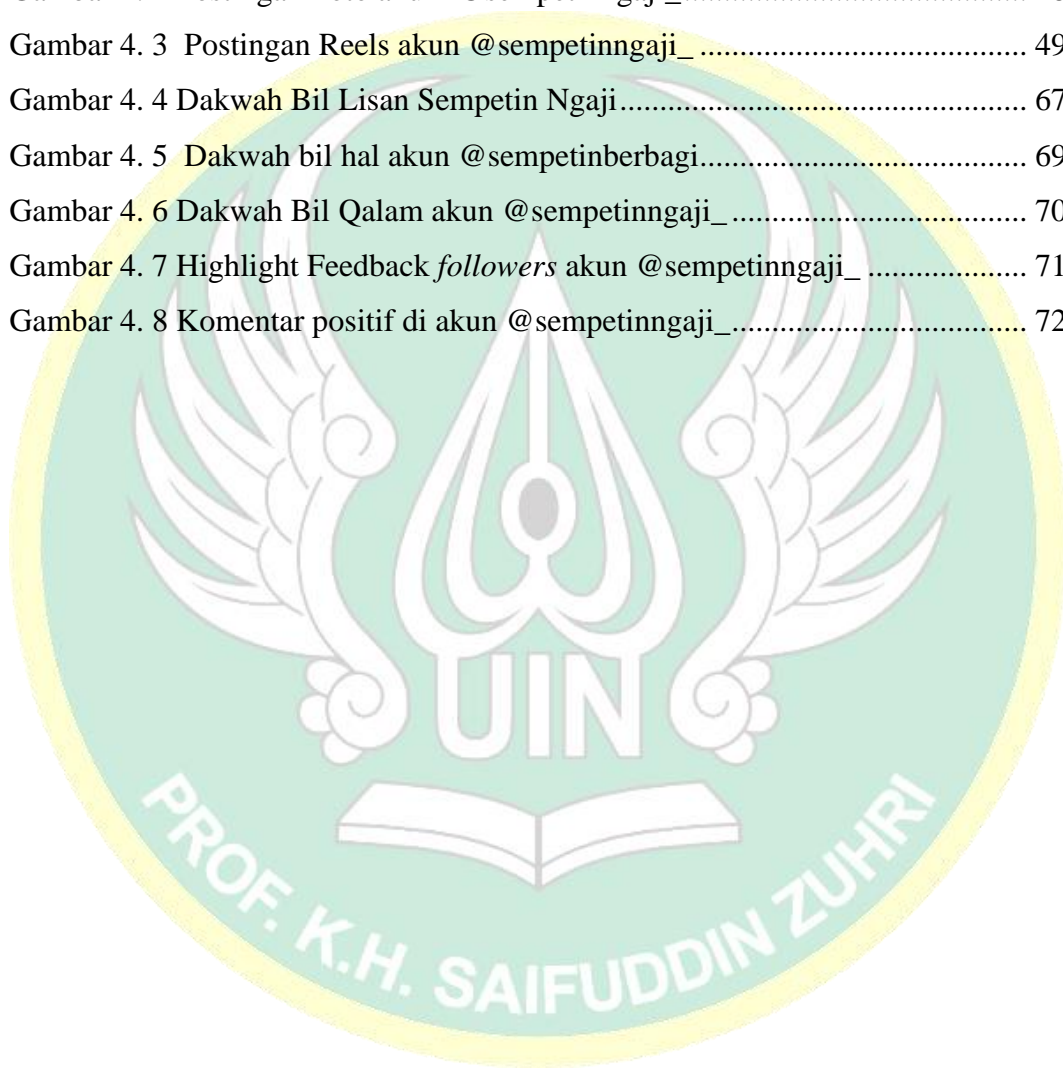 Gambar 4. 3  Postingan Reels akun @sempetinngaji_ ................................... 49
Gambar 4. 4 Dakwah Bil Lisan Sempetin Ngaji............................................ 67
Gambar 4. 5  Dakwah bil hal akun @sempetinberbagi................................... 69
Gambar 4. 6 Dakwah Bil Qalam akun @sempetinngaji_ ................................ 70
Gambar 4. 7 Highlight Feedback followers akun @sempetinngaji_ ................. 71
Gambar 4. 8 Komentar positif di akun @sempetinngaji_................................ 72
UIN
PROF. K.H. SAIFUDDIN ZUHRI